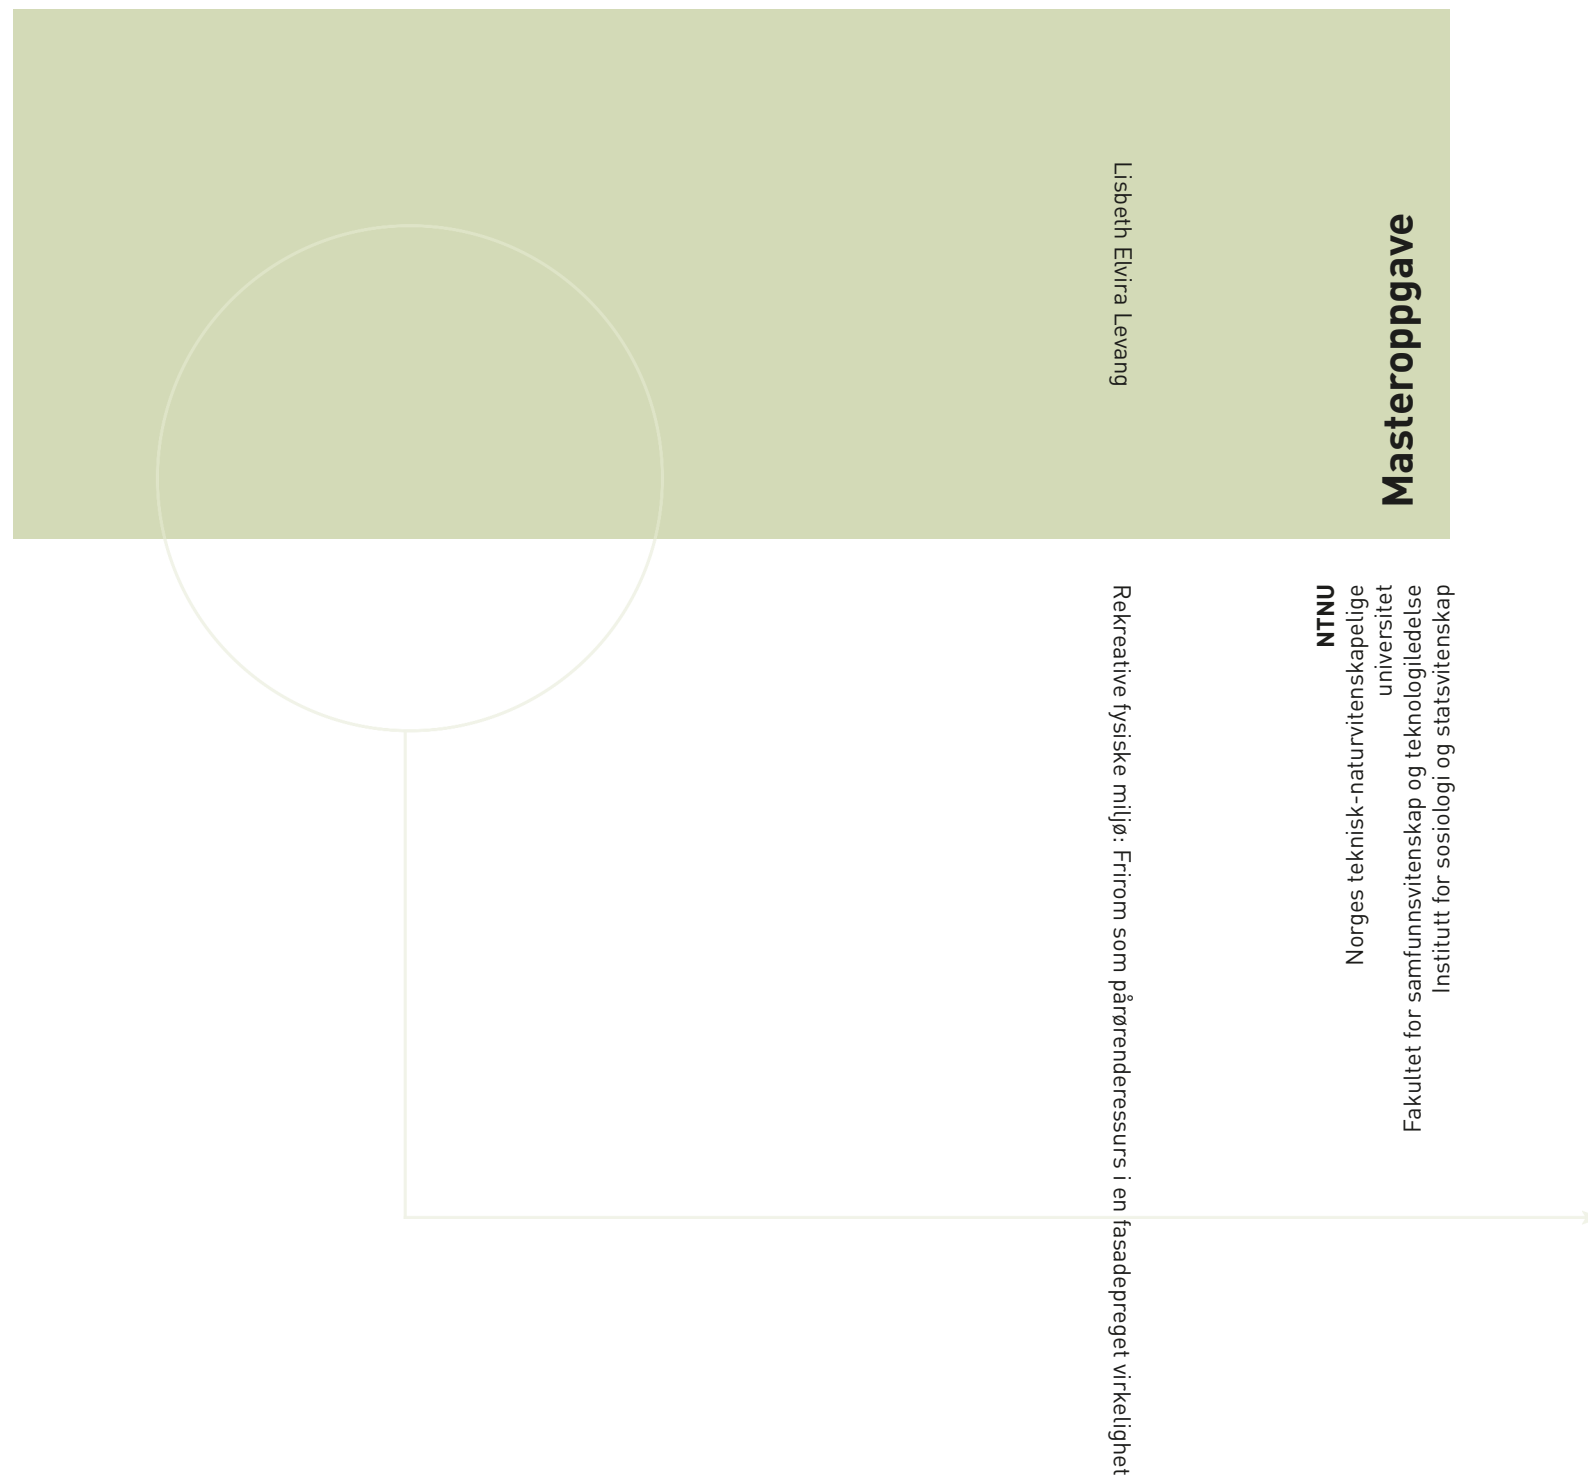 Lisbeth Elvira Levang
Rekreative fysiske miljø: Frirom som pårørenderessurs i en fasadepreget virkelighet
Masteroppgave
NTNU
Norges teknisk-naturvitenskapelige
universitet
Fakultet for samfunnsvitenskap og teknologiledelse
Institutt for sosiologi og statsvitenskap